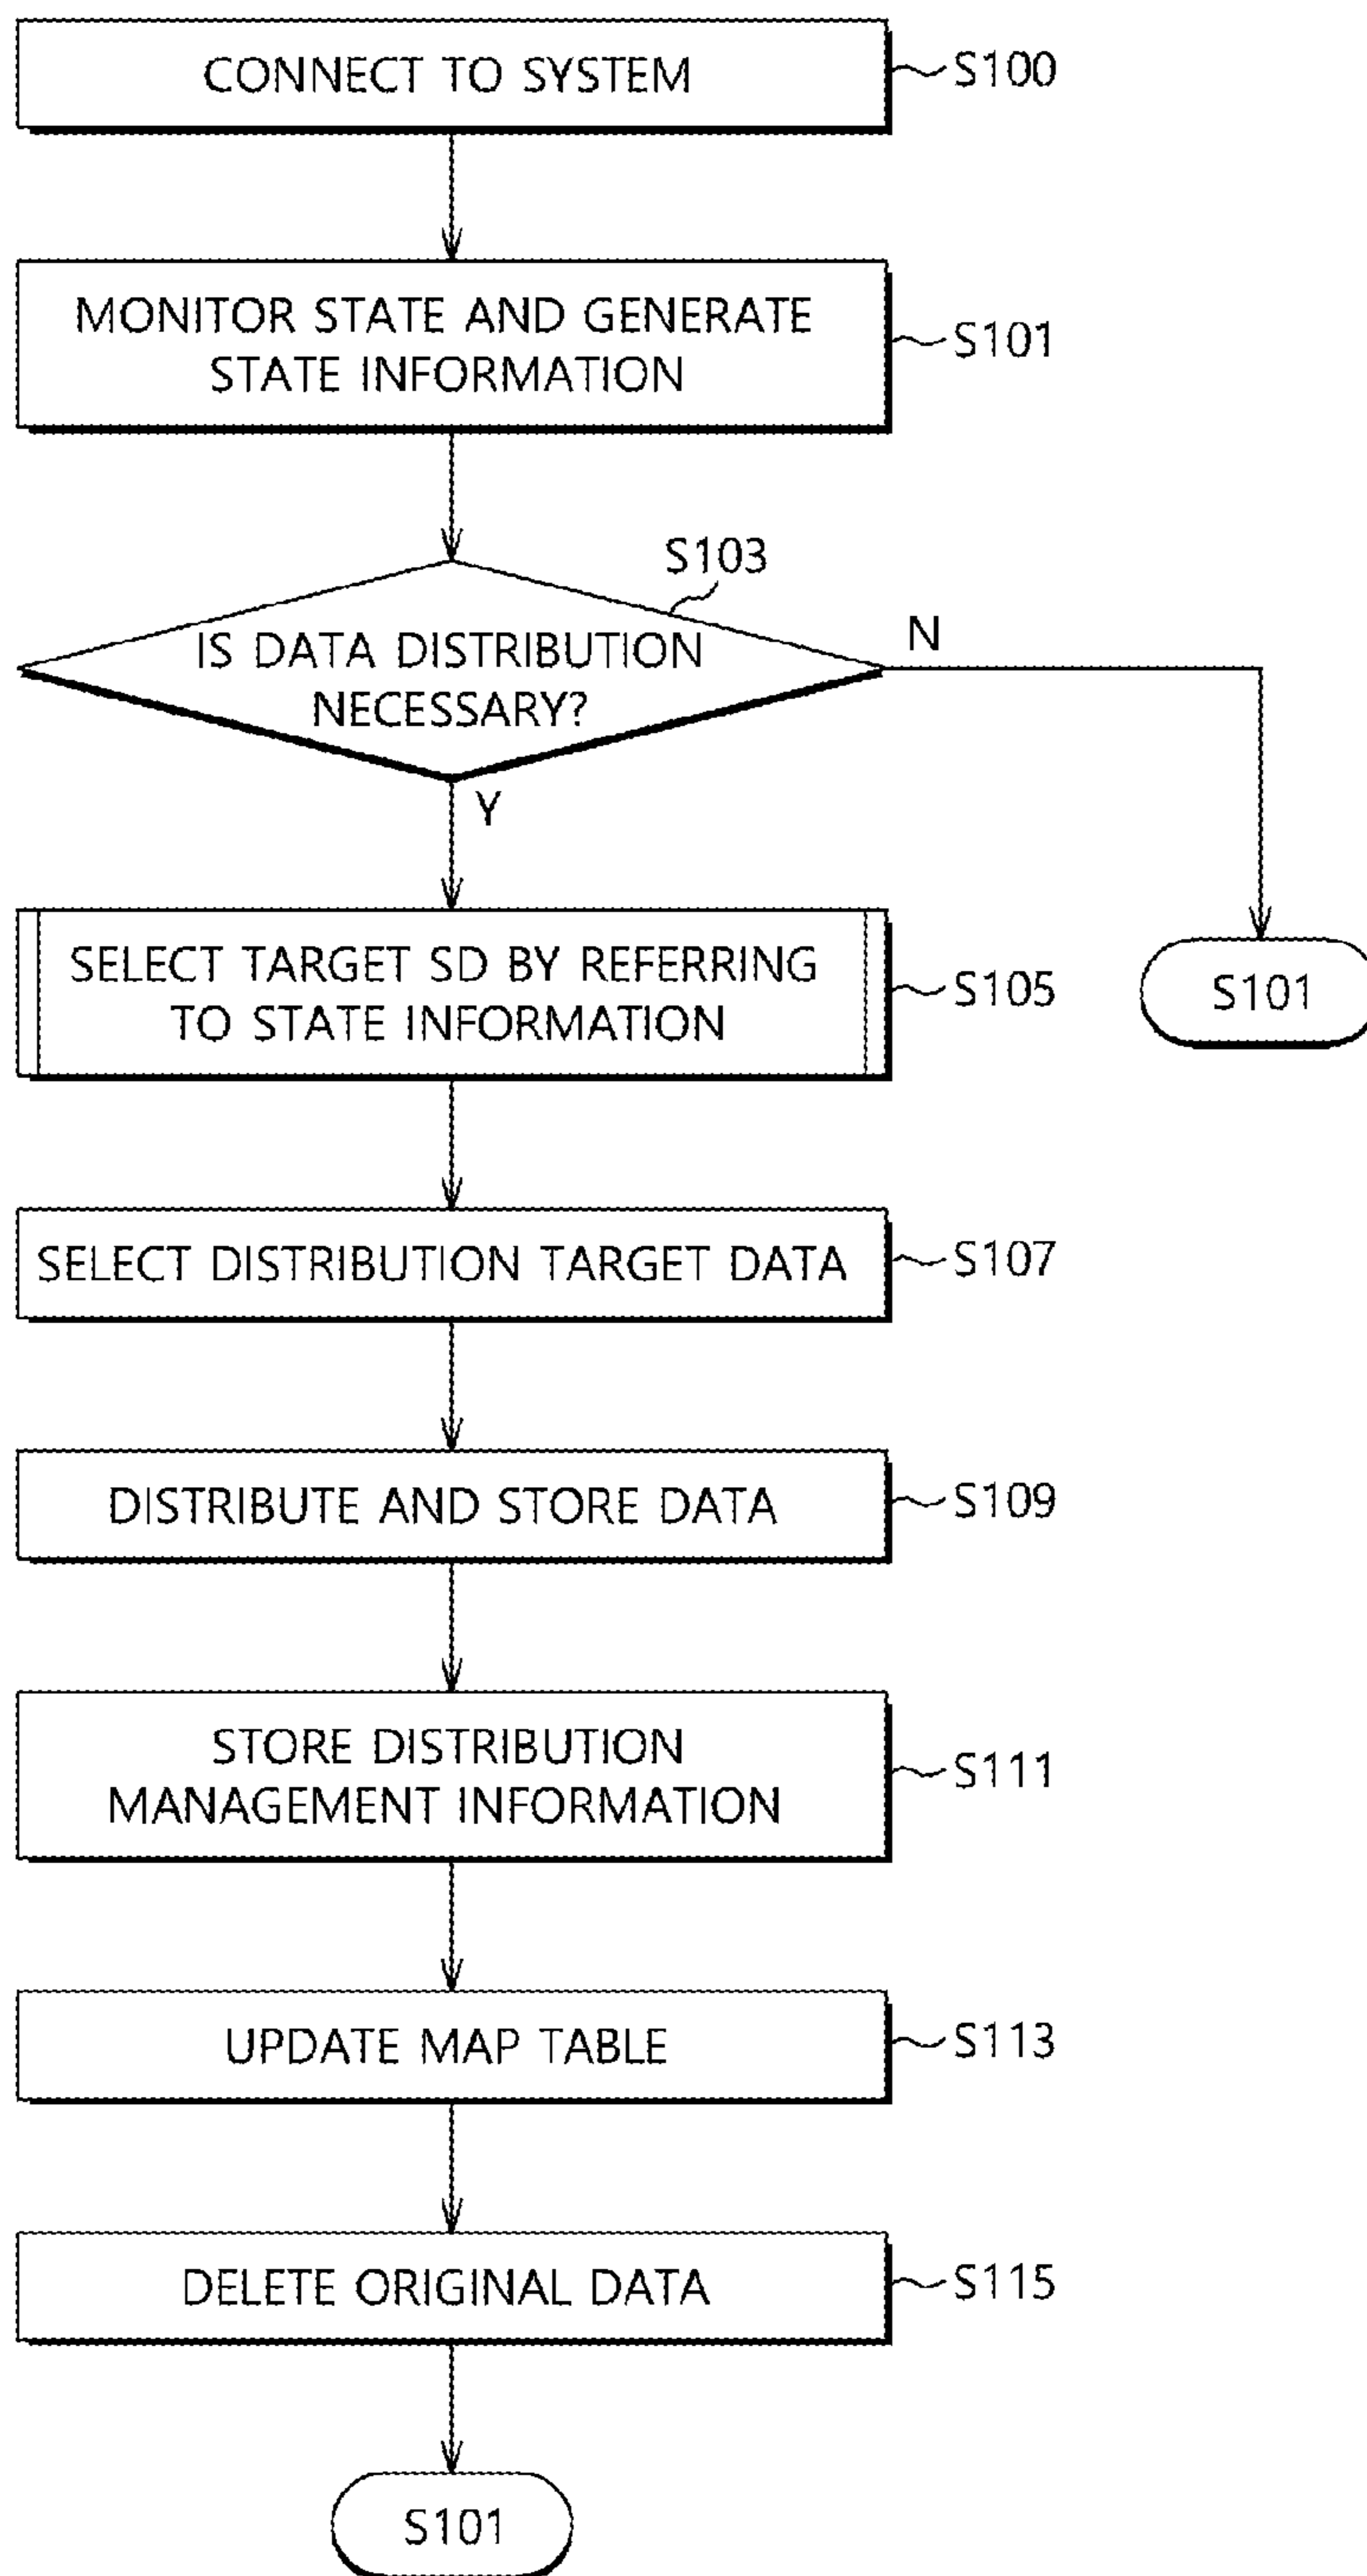 CONNECT TO SYSTEM
S100
MONITOR STATE AND GENERATE
STATE INFORMATION
S101
S103
IS DATA DISTRIBUTION
NECESSARY?
N
Y
SELECT TARGET SD BY REFERRING
TO STATE INFORMATION
S105
S101
SELECT DISTRIBUTION TARGET DATA
S107
DISTRIBUTE AND STORE DATA
S109
STORE DISTRIBUTION
MANAGEMENT INFORMATION
S111
UPDATE MAP TABLE
S113
DELETE ORIGINAL DATA
S115
S101